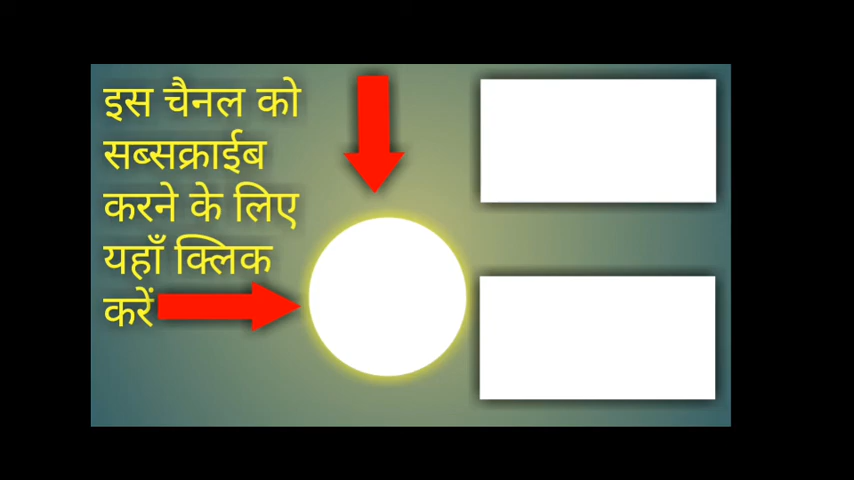 इस चैनल को
सब्सक्राईब
करने के लिए
यहाँ क्लिक
करें